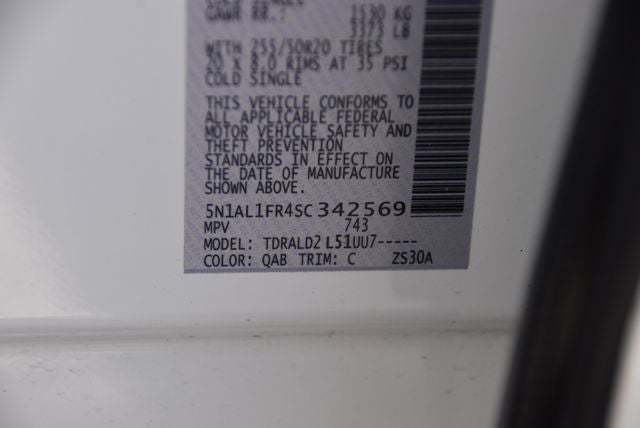 GAWR RR.:
1530 KG
3373 LB
WITH 255/50R20 TIRES
20 X 8.0 RIMS AT 35 PSI
COLD SINGLE
THIS VEHICLE CONFORMS TO
ALL APPLICABLE FEDERAL
MOTOR VEHICLE SAFETY AND
THEFT PREVENTION
STANDARDS IN EFFECT ON
THE DATE OF MANUFACTURE
SHOWN ABOVE.
5N1AL1FR4SC342569
MPV 743
MODEL: TDRALD2 L51UU7-----
COLOR: QAB TRIM: C ZS30A